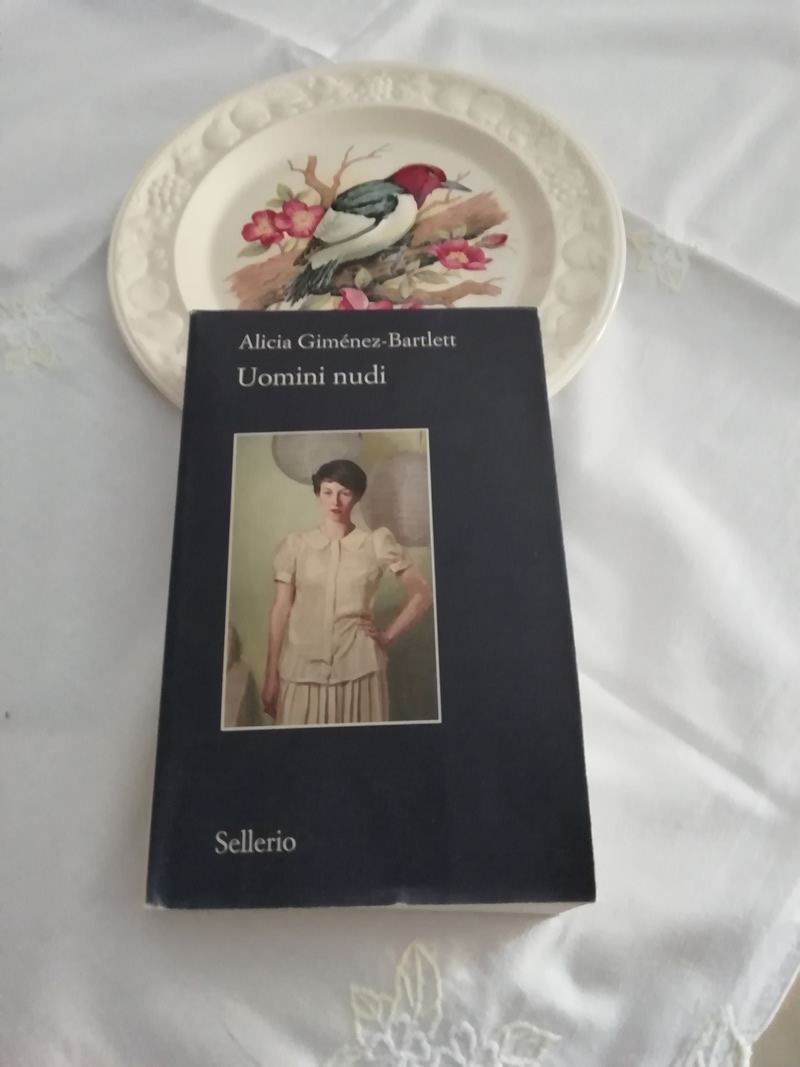 Alicia Giménez-Bartlett
Uomini nudi
Sellerio